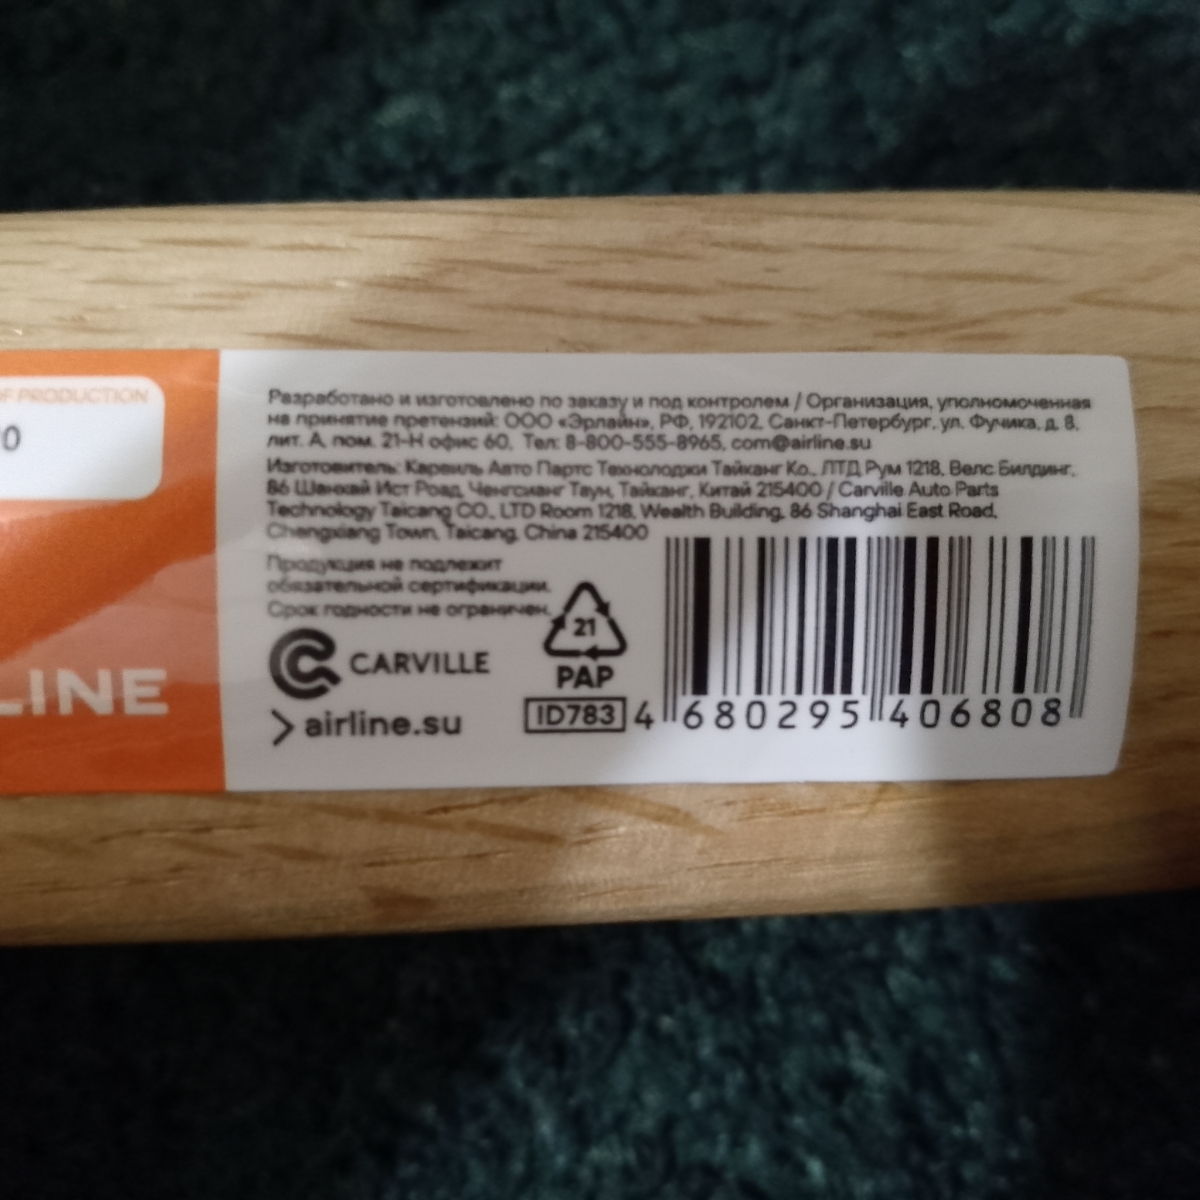 OF PRODUCTION
LINE
Разработано и изготовлено по заказу и под контролем / Организация, уполномоченная
на принятие претензий: ООО «Эрлайн», РФ, 192102, Санкт-Петербург, ул. Фучика, д. 8,
лит. А, пом. 21-Н офис 60, Тел: 8-800-555-8965, com@airline.su
Изготовитель: Карвиль Авто Партс Технолоджи Тайканг Ко., ЛТД Рум 1218, Велс Билдинг,
86 Шанхай Ист Роад, Ченгсианг Таун, Тайканг, Китай 215400 / Carville Auto Parts
Technology Taicang CO., LTD Room 1218, Wealth Building, 86 Shanghai East Road,
Chengxiang Town, Taicang, China 215400
Продукция не подлежит
обязательной сертификации.
Срок годности не ограничен.
21
PAP
CARVILLE
airline.su
ID783
4 680295 406808